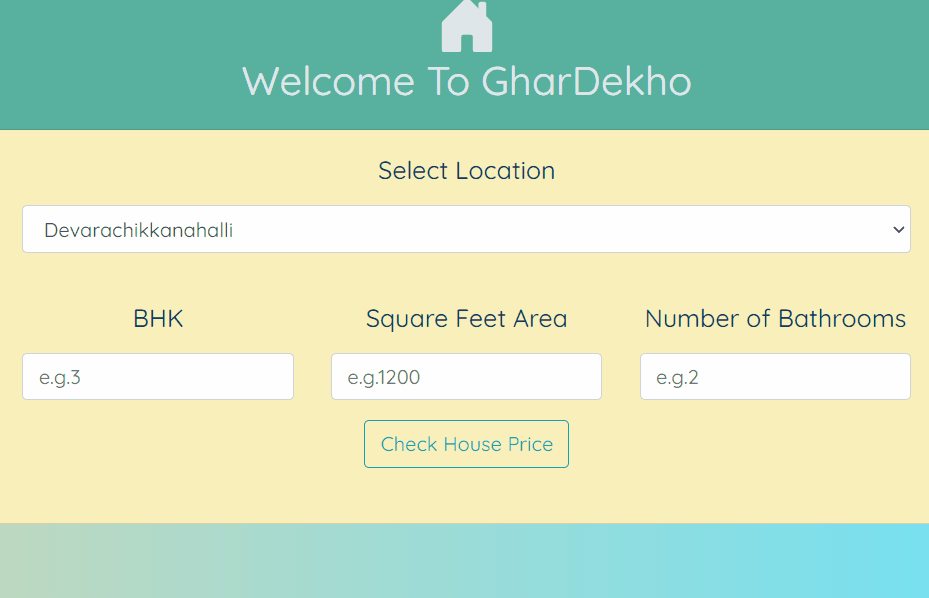 Welcome To GharDekho
Select Location
Devarachikkanahalli
BHK
Square Feet Area
Number of Bathrooms
e.g.3
e.g.1200
e.g.2
Check House Price